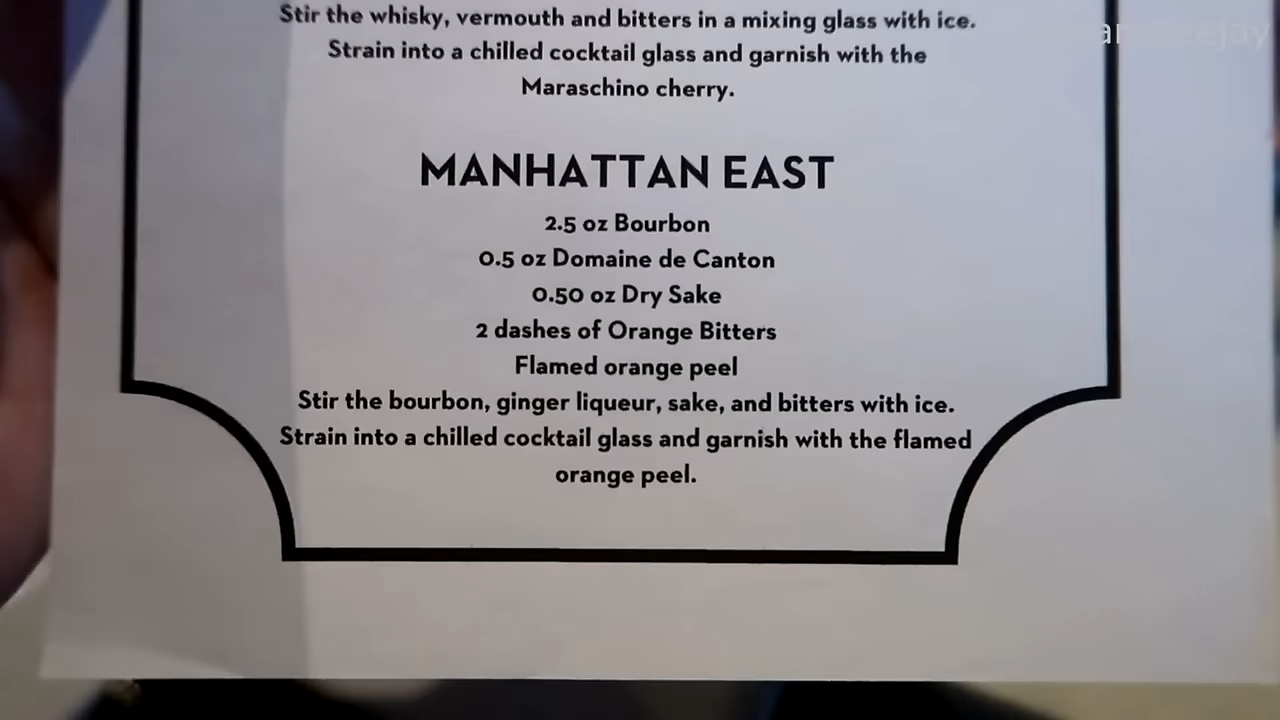 Stir the whisky, vermouth and bitters in a mixing glass with ice.
Strain into a chilled cocktail glass and garnish with the
Maraschino cherry.
MANHATTAN EAST
2.5 oz Bourbon
0.5 oz Domaine de Canton
0.50 oz Dry Sake
2 dashes of Orange Bitters
Flamed orange peel
Stir the bourbon, ginger liqueur, sake, and bitters with ice.
Strain into a chilled cocktail glass and garnish with the flamed
orange peel.